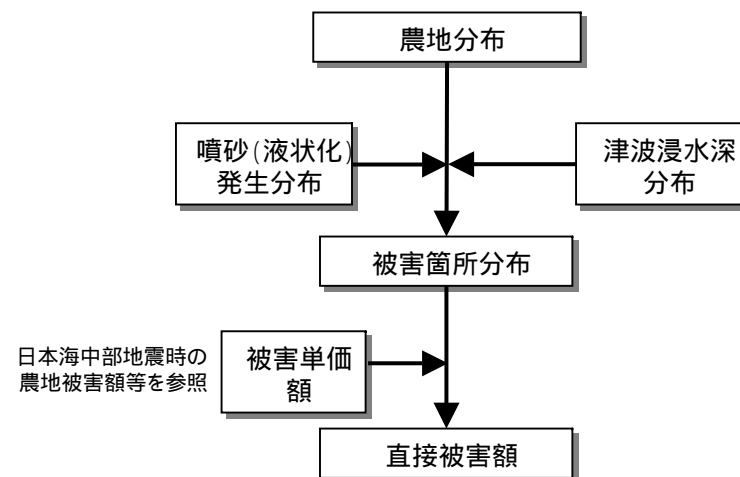 農地分布
噴砂(液状化)
発生分布
津波浸水深
分布
被害箇所分布
日本海中部地震時の
農地被害額等を参照
被害単価
額
直接被害額